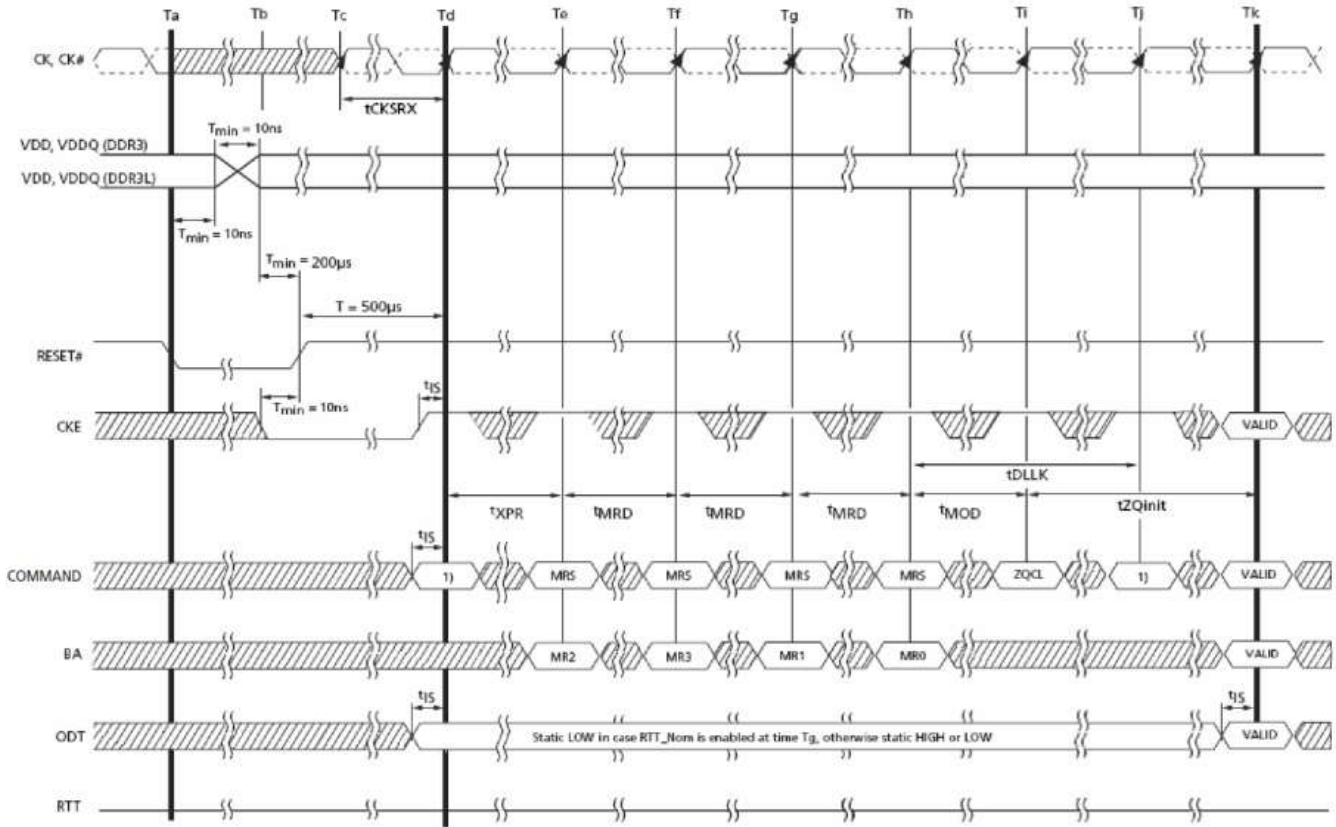 Ta Tb Tc Td Te Tf Tg Th Ti Tj Tk
CK, CK#
tCKSRX
Tmin = 10ns
VDD, VDDQ (DDR3)
VDD, VDDQ (DDR3L)
Tmin = 10ns
Tmin = 200µs
T = 500µs
RESET#
tIS
Tmin = 10ns
CKE VALID
tDLLK
tXPR tMRD tMRD tMRD tMOD tZQinit
tIS
COMMAND 1) MRS MRS MRS MRS ZQCL 1) VALID
BA MR2 MR3 MR1 MR0 VALID
tIS tIS
ODT Static LOW in case RTT_Nom is enabled at time Tg, otherwise static HIGH or LOW VALID
RTT